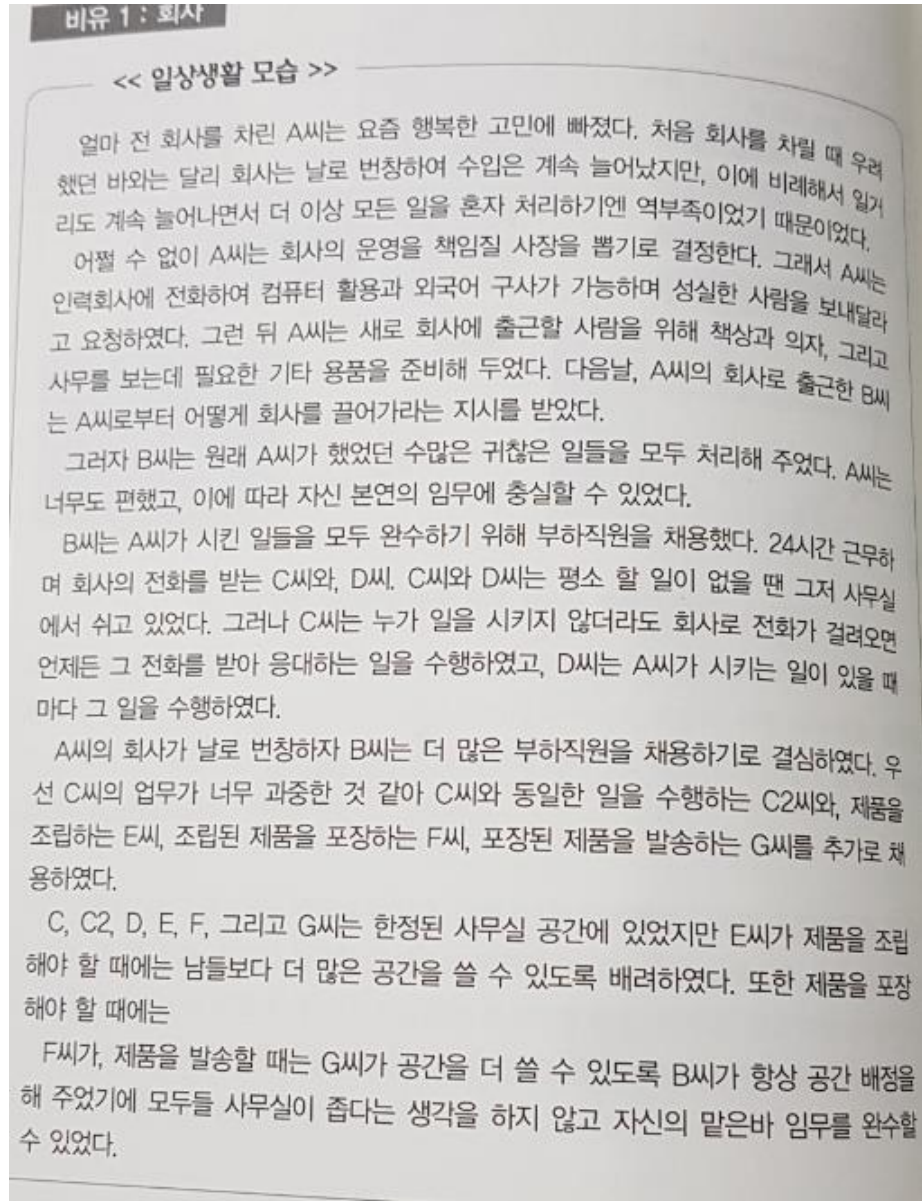 비유 1 : 회사
<< 일상생활 모습 >>
얼마 전 회사를 차린 A씨는 요즘 행복한 고민에 빠졌다. 처음 회사를 차릴 때 우려
했던 바와는 달리 회사는 날로 번창하여 수입은 계속 늘어났지만, 이에 비례해서 일거
리도 계속 늘어나면서 더 이상 모든 일을 혼자 처리하기엔 역부족이었기 때문이었다.
어쩔 수 없이 A씨는 회사의 운영을 책임질 사장을 뽑기로 결정한다. 그래서 A씨는
인력회사에 전화하여 컴퓨터 활용과 외국어 구사가 가능하며 성실한 사람을 보내달라
고 요청하였다. 그런 뒤 A씨는 새로 회사에 출근할 사람을 위해 책상과 의자, 그리고
사무를 보는데 필요한 기타 용품을 준비해 두었다. 다음날, A씨의 회사로 출근한 B씨
는 A씨로부터 어떻게 회사를 끌어가라는 지시를 받았다.
그러자 B씨는 원래 A씨가 했었던 수많은 귀찮은 일들을 모두 처리해 주었다. A씨는
너무도 편했고, 이에 따라 자신 본연의 임무에 충실할 수 있었다.
B씨는 A씨가 시킨 일들을 모두 완수하기 위해 부하직원을 채용했다. 24시간 근무하
며 회사의 전화를 받는 C씨와, D씨. C씨와 D씨는 평소 할 일이 없을 땐 그저 사무실
에서 쉬고 있었다. 그러나 C씨는 누가 일을 시키지 않더라도 회사로 전화가 걸려오면
언제든 그 전화를 받아 응대하는 일을 수행하였고, D씨는 A씨가 시키는 일이 있을 때
마다 그 일을 수행하였다.
A씨의 회사가 날로 번창하자 B씨는 더 많은 부하직원을 채용하기로 결심하였다. 우
선 C씨의 업무가 너무 과중한 것 같아 C씨와 동일한 일을 수행하는 C2씨와, 제품을
조립하는 E씨, 조립된 제품을 포장하는 F씨, 포장된 제품을 발송하는 G씨를 추가로 채
용하였다.
C, C2, D, E, F, 그리고 G씨는 한정된 사무실 공간에 있었지만 E씨가 제품을 조립
해야 할 때에는 남들보다 더 많은 공간을 쓸 수 있도록 배려하였다. 또한 제품을 포장
해야 할 때에는
F씨가, 제품을 발송할 때는 G씨가 공간을 더 쓸 수 있도록 B씨가 항상 공간 배정을
해 주었기에 모두들 사무실이 좁다는 생각을 하지 않고 자신의 맡은바 임무를 완수할
수 있었다.